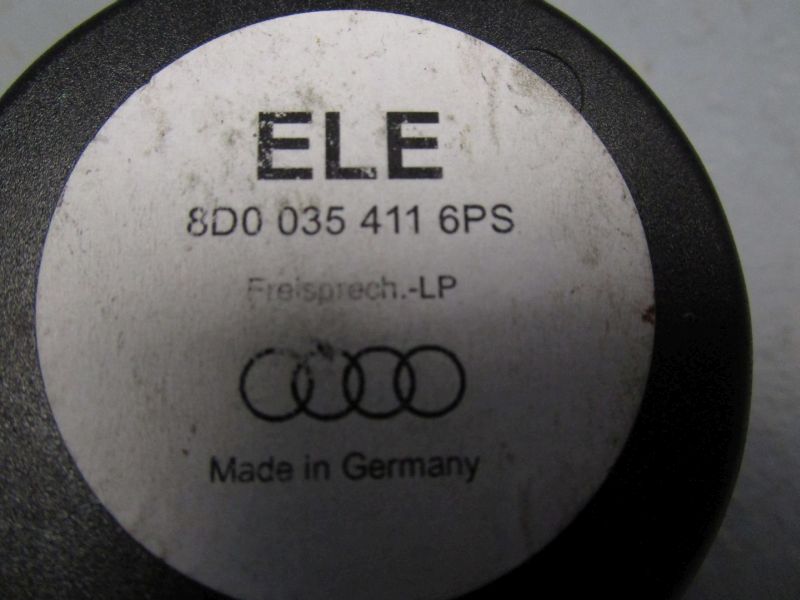 ELE
8D0 035 411 6PS
Freisprech.-LP
Made in Germany